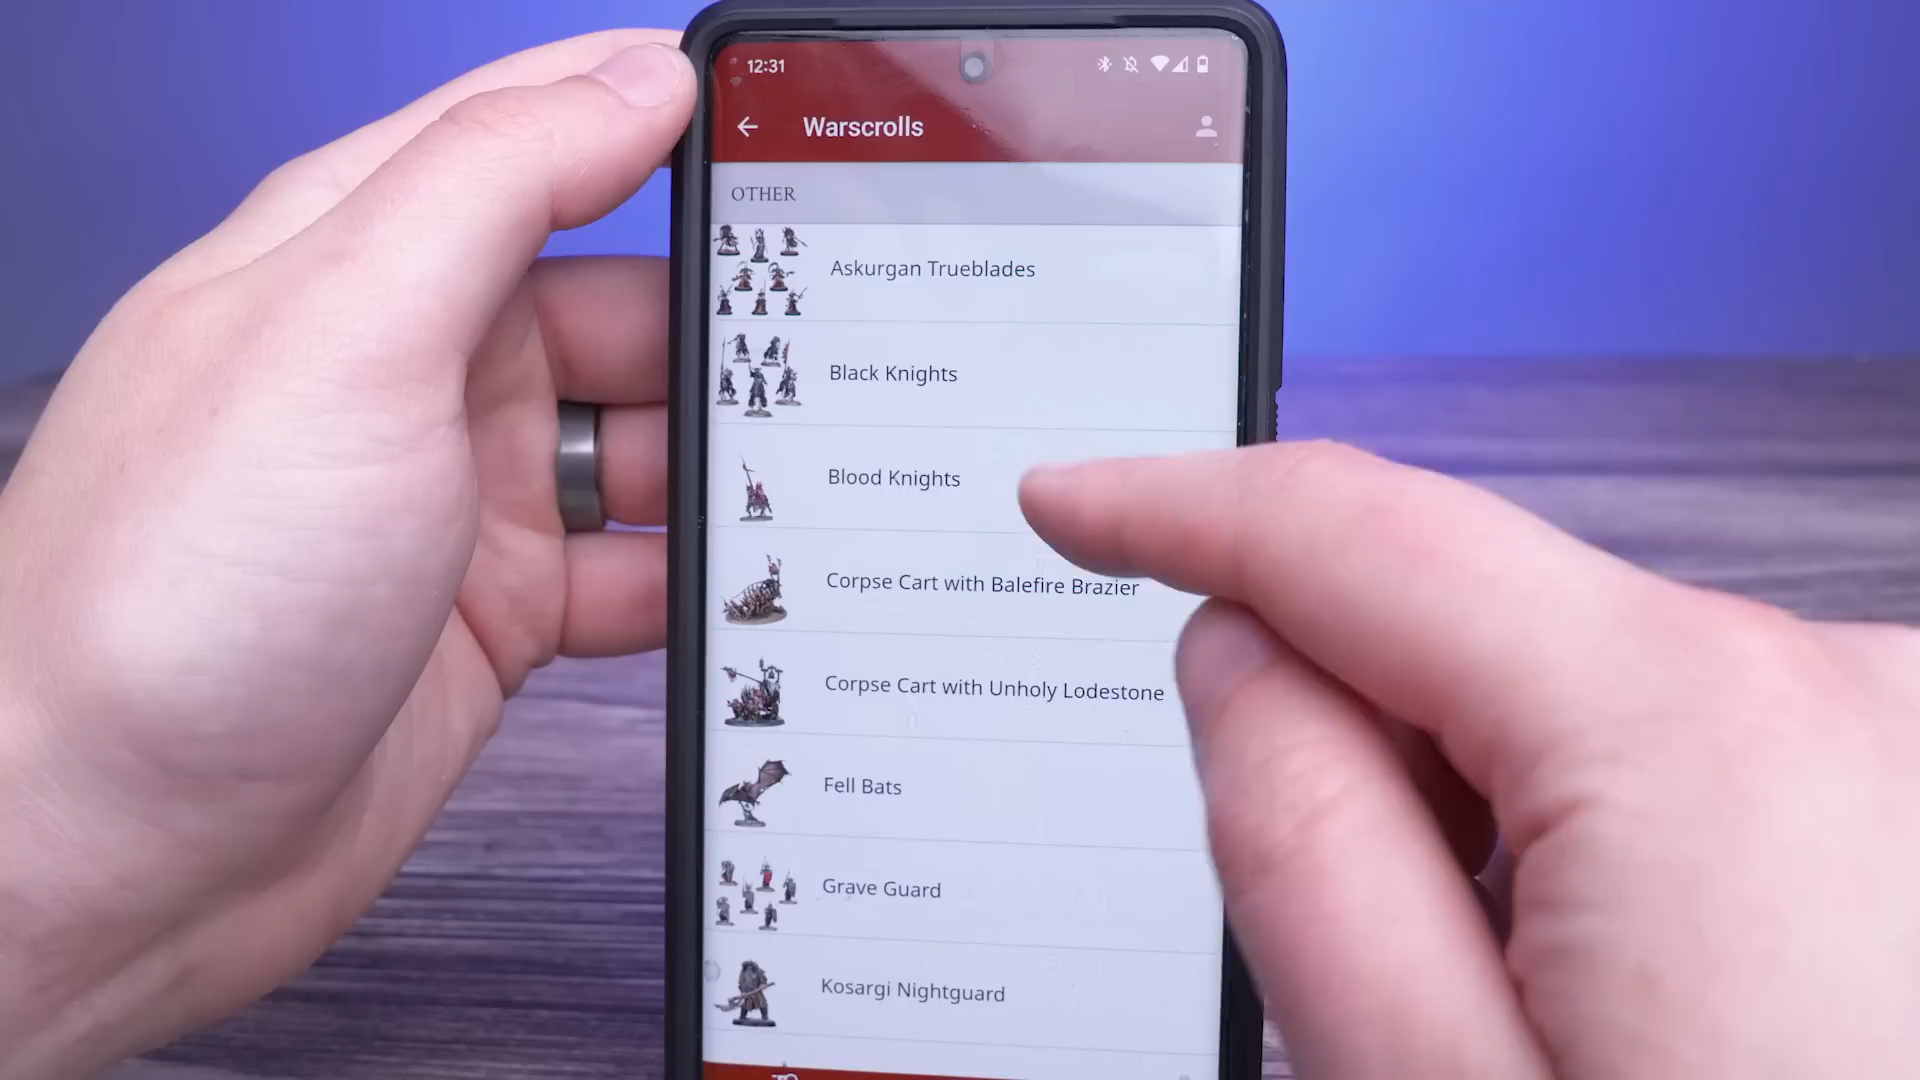 12:31
Warscrolls
OTHER
Askurgan Trueblades
Black Knights
Blood Knights
Corpse Cart with Balefire Brazier
Corpse Cart with Unholy Lodestone
Fell Bats
Grave Guard
Kosargi Nightguard